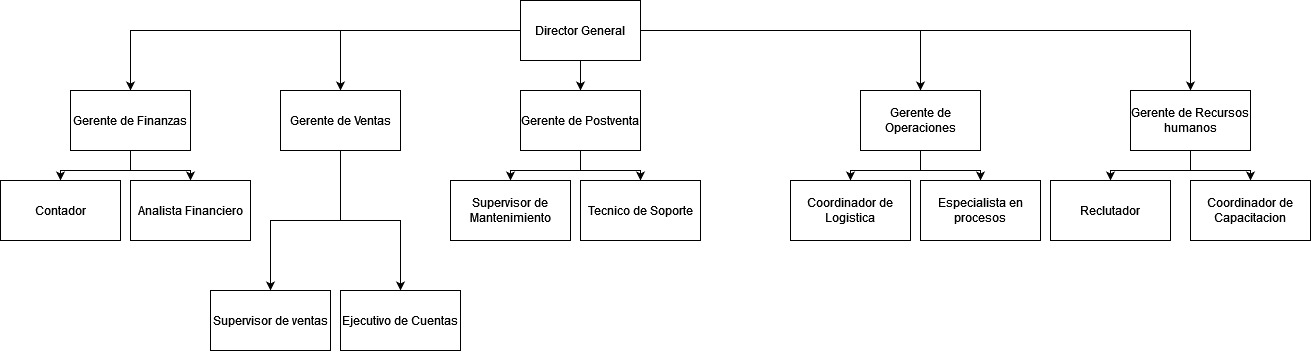 Director General
Gerente de Finanzas
Gerente de Ventas
Gerente de Postventa
Gerente de
Operaciones
Gerente de Recursos
humanos
Contador
Analista Financiero
Supervisor de
Mantenimiento
Tecnico de Soporte
Coordinador de
Logistica
Especialista en
procesos
Reclutador
Coordinador de
Capacitacion
Supervisor de ventas
Ejecutivo de Cuentas